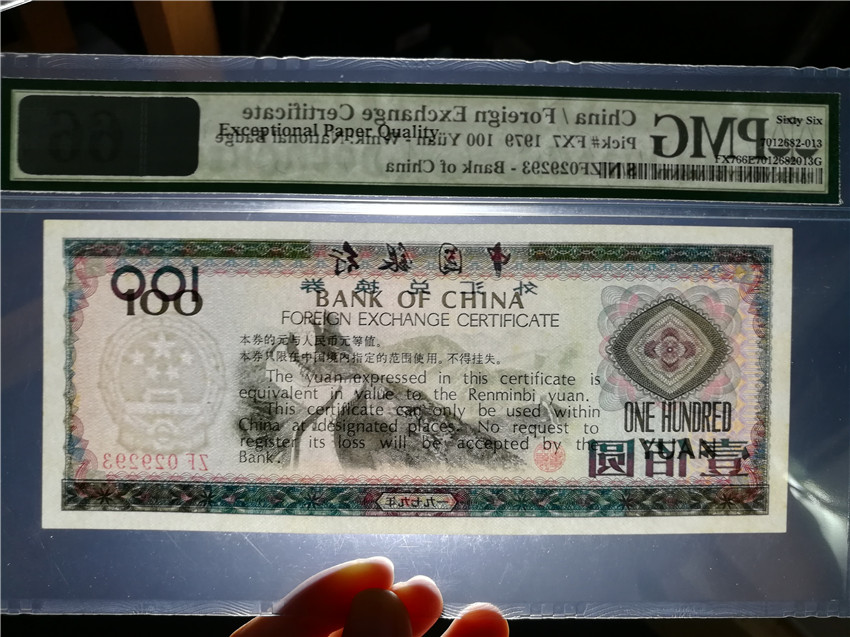 China / Foreign Exchange Certificate
Exceptional Paper Quality
Sixty Six
Pick# FX7 1979 100 Yuan - Wmk: National Badge
PMG
7012682-013
S/N ZF029293 - Bank of China
FX766E7012682013G
66
中国银行
外汇兑换券
100
100
BANK OF CHINA
FOREIGN EXCHANGE CERTIFICATE
本券的元与人民币元等值。
本券只限在中国境内指定的范围使用。不得挂失。
The yuan expressed in this certificate is
equivalent in value to the Renminbi yuan.
This certificate can only be used within
China at designated places. No request to
register its loss will be accepted by the
Bank.
ONE HUNDRED
YUAN
壹佰圆
ZF 029293
一九七九年